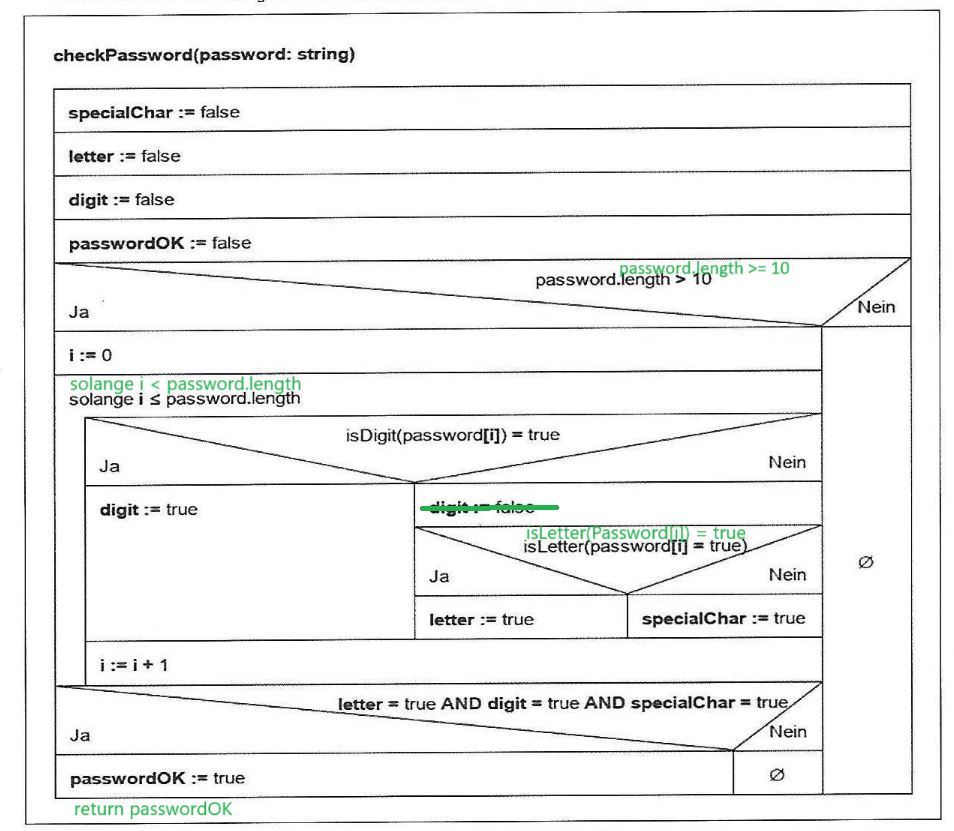 checkPassword(password: string)
specialChar := false
letter := false
digit := false
passwordOK := false
password.length >= 10
password.length > 10
Ja
Nein
i := 0
solange i < password.length
solange i ≤ password.length
isDigit(password[i]) = true
Ja
Nein
digit := true
digit := false
isLetter(Password[i]) = true
isLetter(password[i] = true)
Ja
Nein
∅
letter := true
specialChar := true
i := i + 1
letter = true AND digit = true AND specialChar = true
Ja
Nein
passwordOK := true
∅
return passwordOK